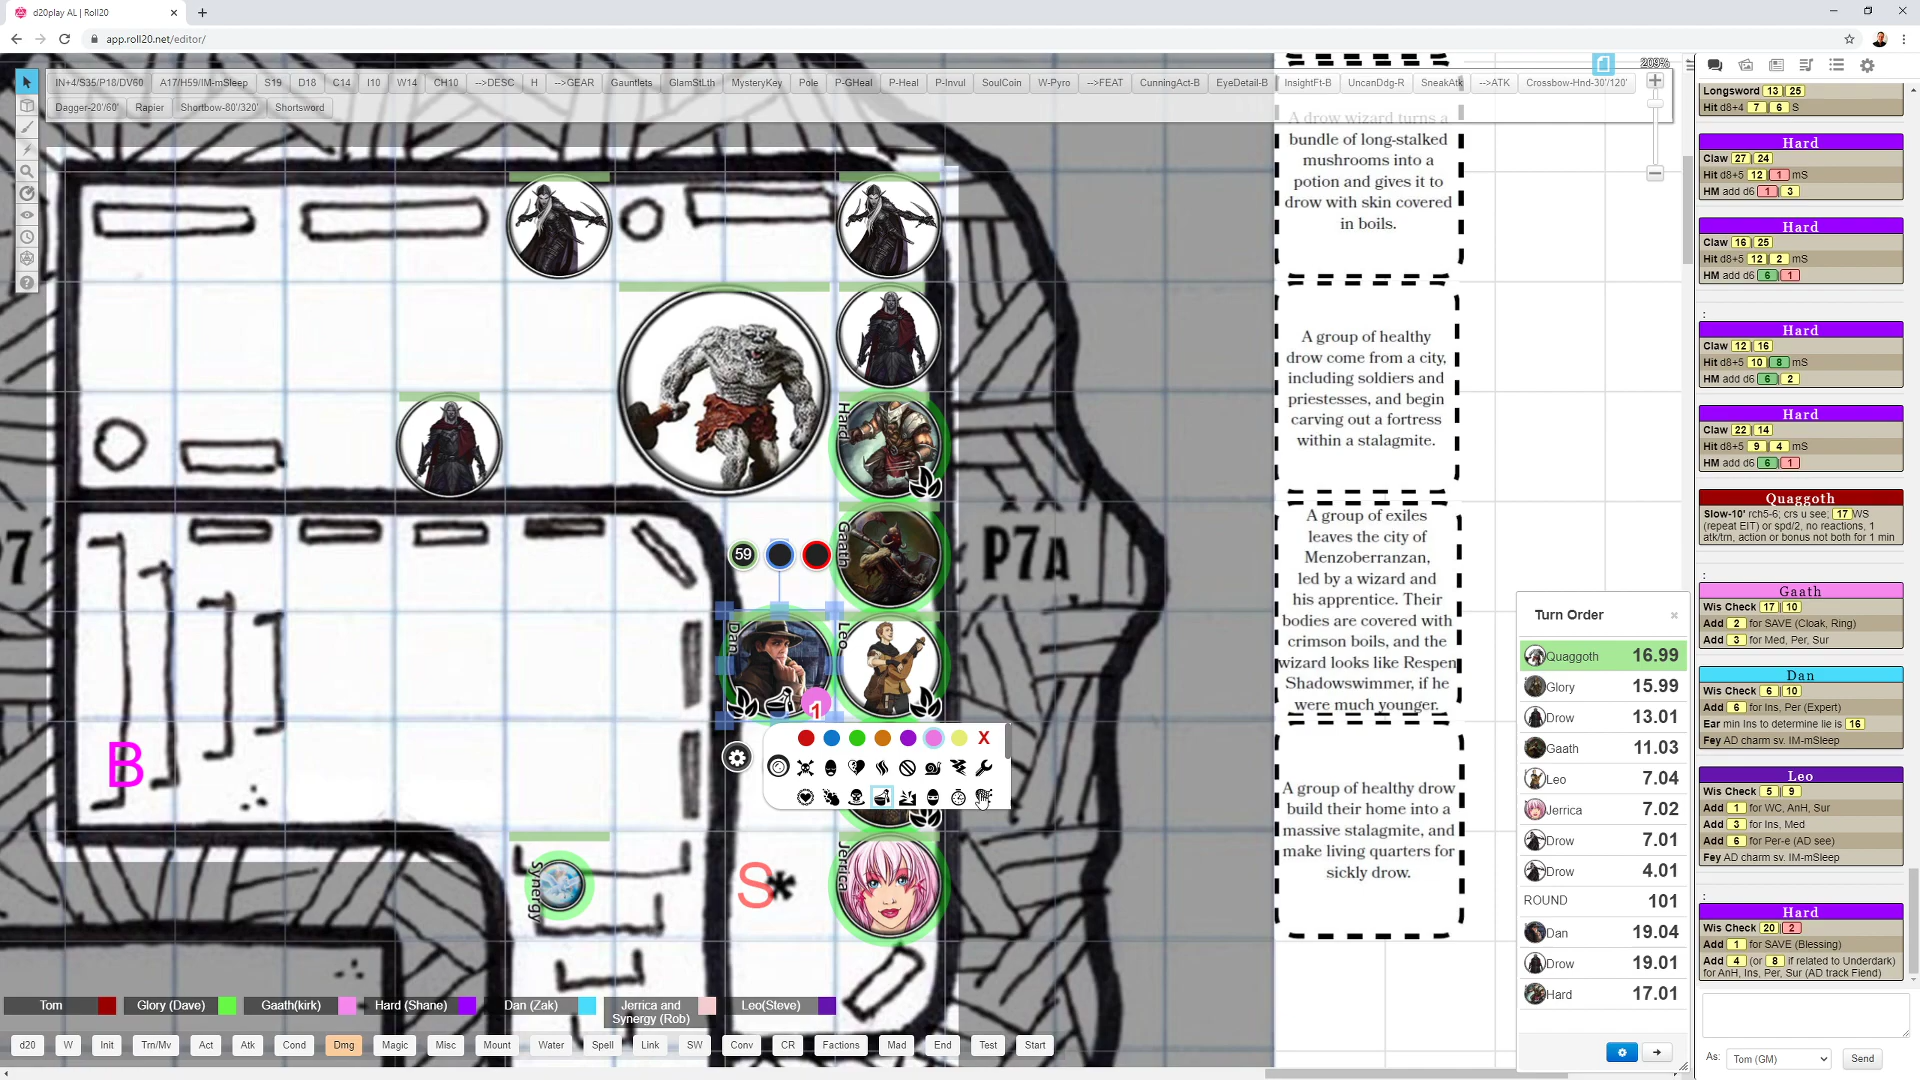 d20play AL | Roll20
app.roll20.net/editor/
IN+4/S35/P18/DV60 A17/H59/IM-mSleep S19 D18 C14 I10 W14 CH10 -->DESC H -->GEAR Gauntlets GlamStLth MysteryKey Pole P-GHeal P-Heal P-Invul SoulCoin W-Pyro -->FEAT CunningAct-B EyeDetail-B InsightFt-B UncanDdg-R SneakAtk -->ATK Crossbow-Hnd-30'/120'
Dagger-20'/60' Rapier Shortbow-80'/320' Shortsword
209%
A drow wizard turns a
bundle of long-stalked
mushrooms into a
potion and gives it to
drow with skin covered
in boils.
A group of healthy
drow come from a city,
including soldiers and
priestesses, and begin
carving out a fortress
within a stalagmite.
A group of exiles
leaves the city of
Menzoberranzan,
led by a wizard and
his apprentice. Their
bodies are covered with
crimson boils, and the
wizard looks like Respen
Shadowswimmer, if he
were much younger.
A group of healthy drow
build their home into a
massive stalagmite, and
make living quarters for
sickly drow.
Hard
Gaath
Dan
Leo
Jerrica
Synergy
59
1
X
B
S*
P7A
Turn Order
Quaggoth 16.99
Glory 15.99
Drow 13.01
Gaath 11.03
Leo 7.04
Jerrica 7.02
Drow 7.01
Drow 4.01
ROUND 101
Dan 19.04
Drow 19.01
Hard 17.01
Longsword 13 25
Hit d8+4 7 6 S
Hard
Claw 27 24
Hit d8+5 12 1 mS
HM add d6 1 3
Hard
Claw 16 25
Hit d8+5 12 2 mS
HM add d6 6 1
:
Hard
Claw 12 16
Hit d8+5 10 8 mS
HM add d6 6 2
Hard
Claw 22 14
Hit d8+5 9 4 mS
HM add d6 6 1
Quaggoth
Slow-10' rch5-6; crs u see; 17 WS
(repeat EIT) or spd/2, no reactions, 1
atk/trn, action or bonus not both for 1 min
:
Gaath
Wis Check 17 10
Add 2 for SAVE (Cloak, Ring)
Add 3 for Med, Per, Sur
Dan
Wis Check 6 10
Add 6 for Ins, Per (Expert)
Ear min Ins to determine lie is 16
Fey AD charm sv. IM-mSleep
Leo
Wis Check 5 9
Add 1 for WC, AnH, Sur
Add 3 for Ins, Med
Add 6 for Per-e (AD see)
Fey AD charm sv. IM-mSleep
:
Hard
Wis Check 20 2
Add 1 for SAVE (Blessing)
Add 4 (or 8 if related to Underdark)
for AnH, Ins, Per, Sur (AD track Fiend)
As: Tom (GM) Send
Tom Glory (Dave) Gaath(kirk) Hard (Shane) Dan (Zak) Jerrica and Leo(Steve)
Synergy (Rob)
d20 W Init Trn/Mv Act Atk Cond Dmg Magic Misc Mount Water Spell Link SW Conv CR Factions Mad End Test Start